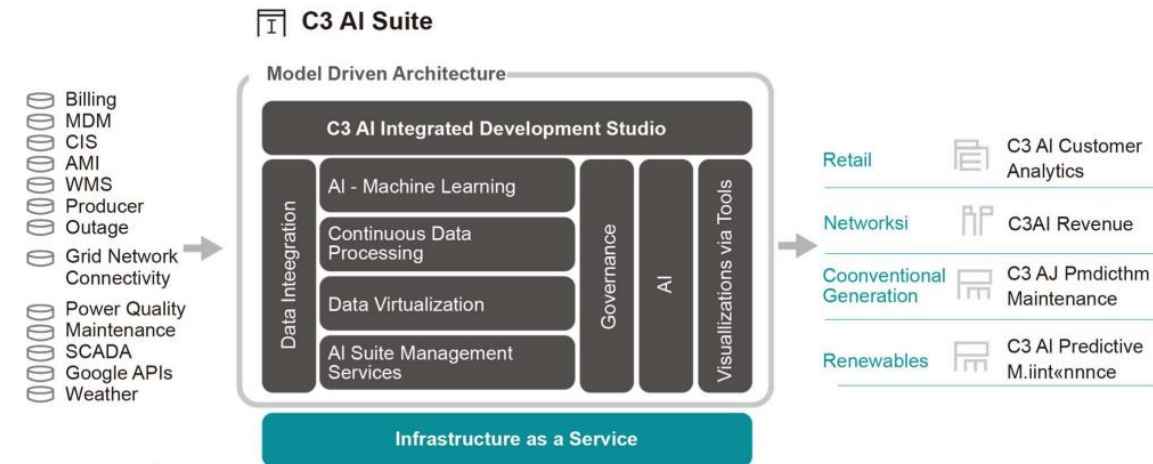 C3 AI Suite
Model Driven Architecture
Billing
MDM
CIS
AMI
WMS
Producer
Outage
Grid Network
Connectivity
Power Quality
Maintenance
SCADA
Google APIs
Weather
C3 AI Integrated Development Studio
Data Inteegration
AI - Machine Learning
Continuous Data
Processing
Data Virtualization
AI Suite Management
Services
Governance
AI
Visuallizations via Tools
Infrastructure as a Service
Retail
C3 AI Customer
Analytics
Networksi
C3AI Revenue
Coonventional
Generation
C3 AJ Pmdicthm
Maintenance
Renewables
C3 AI Predictive
M.iint«nnnce